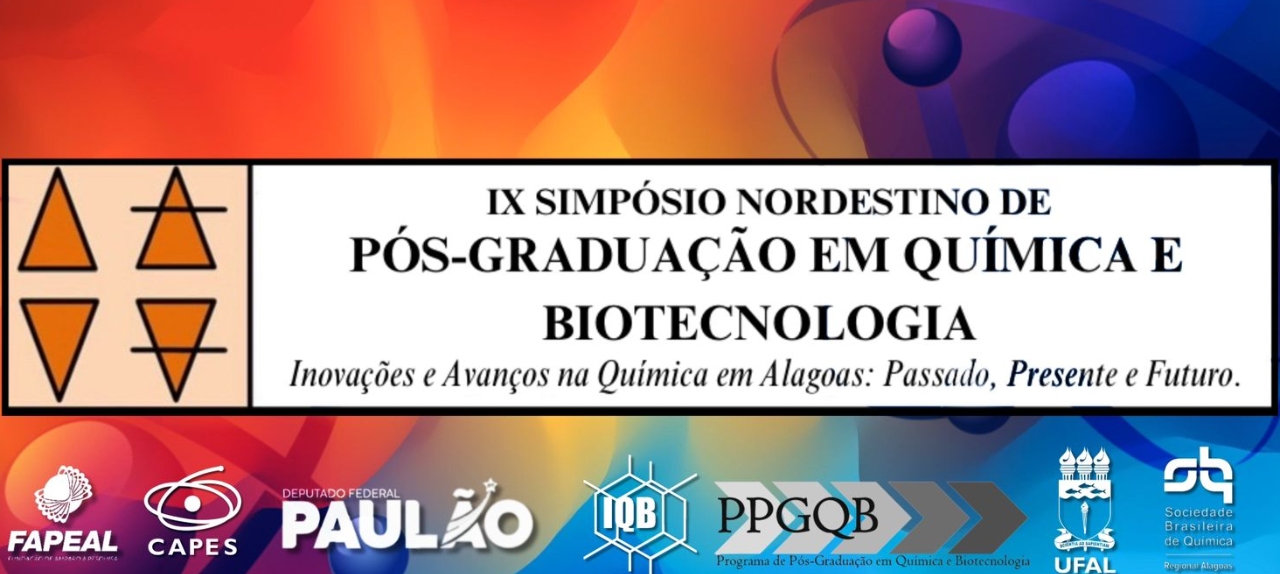 IX SIMPÓSIO NORDESTINO DE
PÓS-GRADUAÇÃO EM QUÍMICA E
BIOTECNOLOGIA
Inovações e Avanços na Química em Alagoas: Passado, Presente e Futuro.
FAPEAL
CAPES
DEPUTADO FEDERAL
PAULÃO
IQB
PPGQB
Programa de Pós-Graduação em Química e Biotecnologia
UFAL
Sociedade
Brasileira
de Química
Regional Alagoas